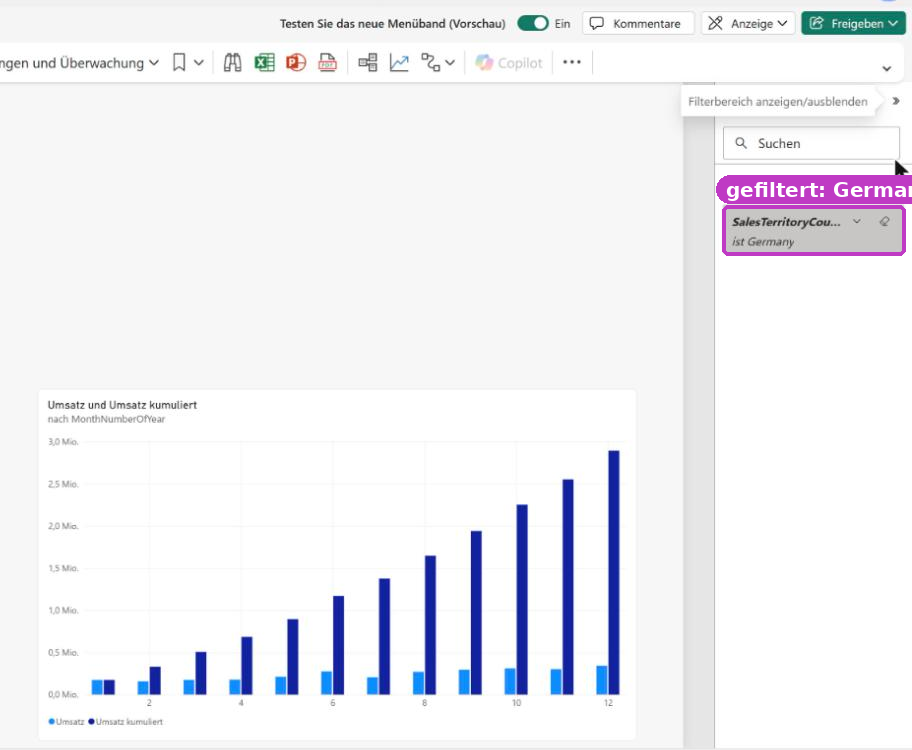 Testen Sie das neue Menüband (Vorschau) Ein Kommentare Anzeige Freigeben
ngen und Überwachung PDF Copilot
Filterbereich anzeigen/ausblenden
Suchen
gefiltert: German
SalesTerritoryCou...
ist Germany
Umsatz und Umsatz kumuliert
nach MonthNumberOfYear
3,0 Mio.
2,5 Mio.
2,0 Mio.
1,5 Mio.
1,0 Mio.
0,5 Mio.
0,0 Mio.
2 4 6 8 10 12
Umsatz Umsatz kumuliert